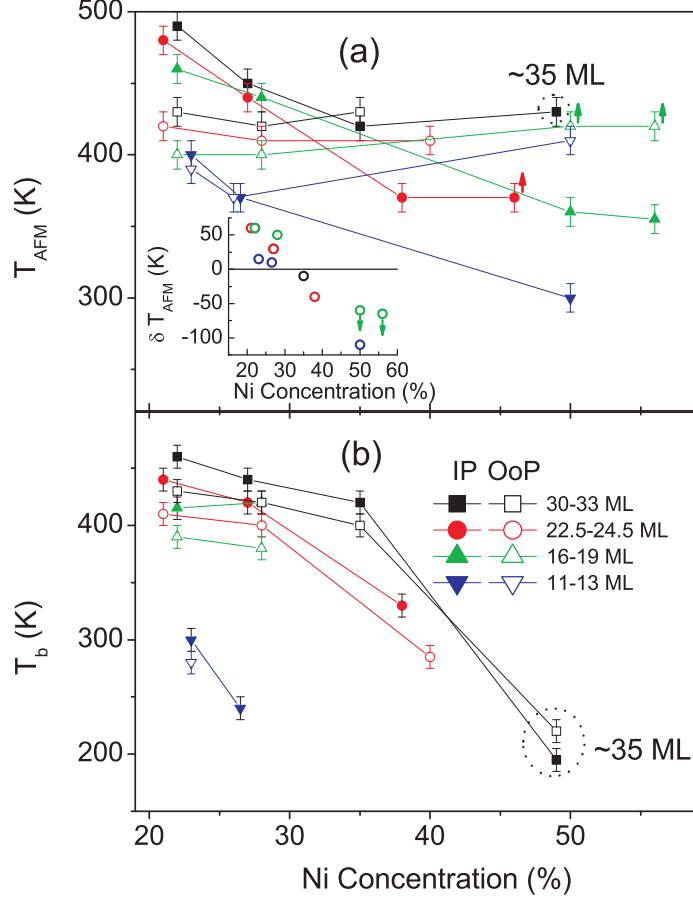 500
(a)
~35 ML
400
T_AFM (K)
300
50
0
-50
-100
δ T_AFM (K)
20 30 40 50 60
Ni Concentration (%)
(b)
IP OoP
30-33 ML
22.5-24.5 ML
16-19 ML
11-13 ML
400
300
T_b (K)
200
~35 ML
20 30 40 50
Ni Concentration (%)